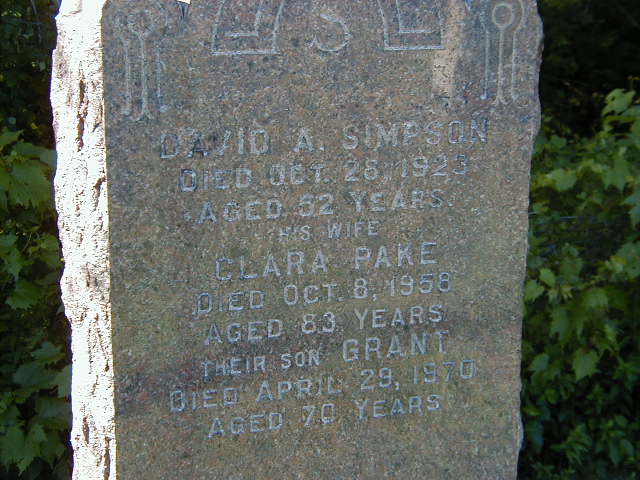 S
DAVID A. SIMPSON
DIED OCT. 26, 1923
AGED 52 YEARS.
HIS WIFE
CLARA PAKE
DIED OCT. 8, 1958
AGED 83 YEARS
THEIR SON GRANT
DIED APRIL 29, 1970
AGED 70 YEARS